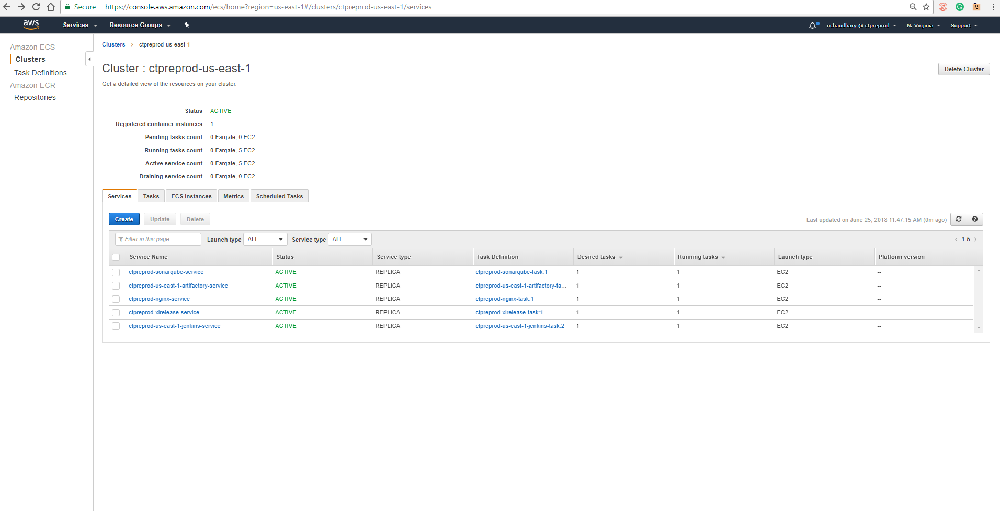 Secure https://console.aws.amazon.com/ecs/home?region=us-east-1#/clusters/ctpreprod-us-east-1/services
aws Services Resource Groups nchaudhary @ ctpreprod N. Virginia Support
Amazon ECS
Clusters
Task Definitions
Amazon ECR
Repositories
Clusters > ctpreprod-us-east-1
Cluster : ctpreprod-us-east-1
Delete Cluster
Get a detailed view of the resources on your cluster.
Status ACTIVE
Registered container instances 1
Pending tasks count 0 Fargate, 0 EC2
Running tasks count 0 Fargate, 5 EC2
Active service count 0 Fargate, 5 EC2
Draining service count 0 Fargate, 0 EC2
Services Tasks ECS Instances Metrics Scheduled Tasks
Create Update Delete Last updated on June 25, 2018 11:47:15 AM (0m ago)
Filter in this page Launch type ALL Service type ALL < 1-5 >
Service Name Status Service type Task Definition Desired tasks Running tasks Launch type Platform version
ctpreprod-sonarqube-service ACTIVE REPLICA ctpreprod-sonarqube-task:1 1 1 EC2 --
ctpreprod-us-east-1-artifactory-service ACTIVE REPLICA ctpreprod-us-east-1-artifactory-ta... 1 1 EC2 --
ctpreprod-nginx-service ACTIVE REPLICA ctpreprod-nginx-task:1 1 1 EC2 --
ctpreprod-xlrelease-service ACTIVE REPLICA ctpreprod-xlrelease-task:1 1 1 EC2 --
ctpreprod-us-east-1-jenkins-service ACTIVE REPLICA ctpreprod-us-east-1-jenkins-task:2 1 1 EC2 --